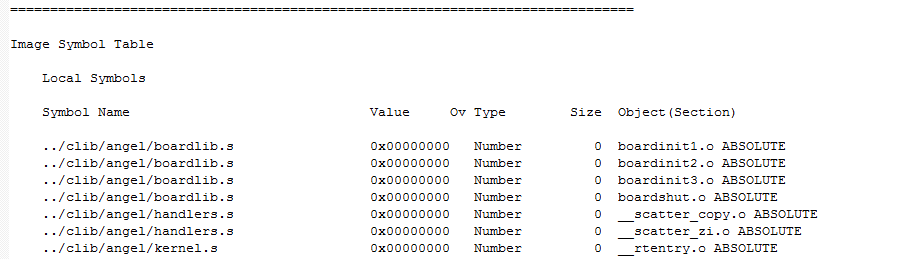 ==============================================================================
Image Symbol Table
Local Symbols
Symbol Name Value Ov Type Size Object(Section)
../clib/angel/boardlib.s 0x00000000 Number 0 boardinit1.o ABSOLUTE
../clib/angel/boardlib.s 0x00000000 Number 0 boardinit2.o ABSOLUTE
../clib/angel/boardlib.s 0x00000000 Number 0 boardinit3.o ABSOLUTE
../clib/angel/boardlib.s 0x00000000 Number 0 boardshut.o ABSOLUTE
../clib/angel/handlers.s 0x00000000 Number 0 __scatter_copy.o ABSOLUTE
../clib/angel/handlers.s 0x00000000 Number 0 __scatter_zi.o ABSOLUTE
../clib/angel/kernel.s 0x00000000 Number 0 __rtentry.o ABSOLUTE